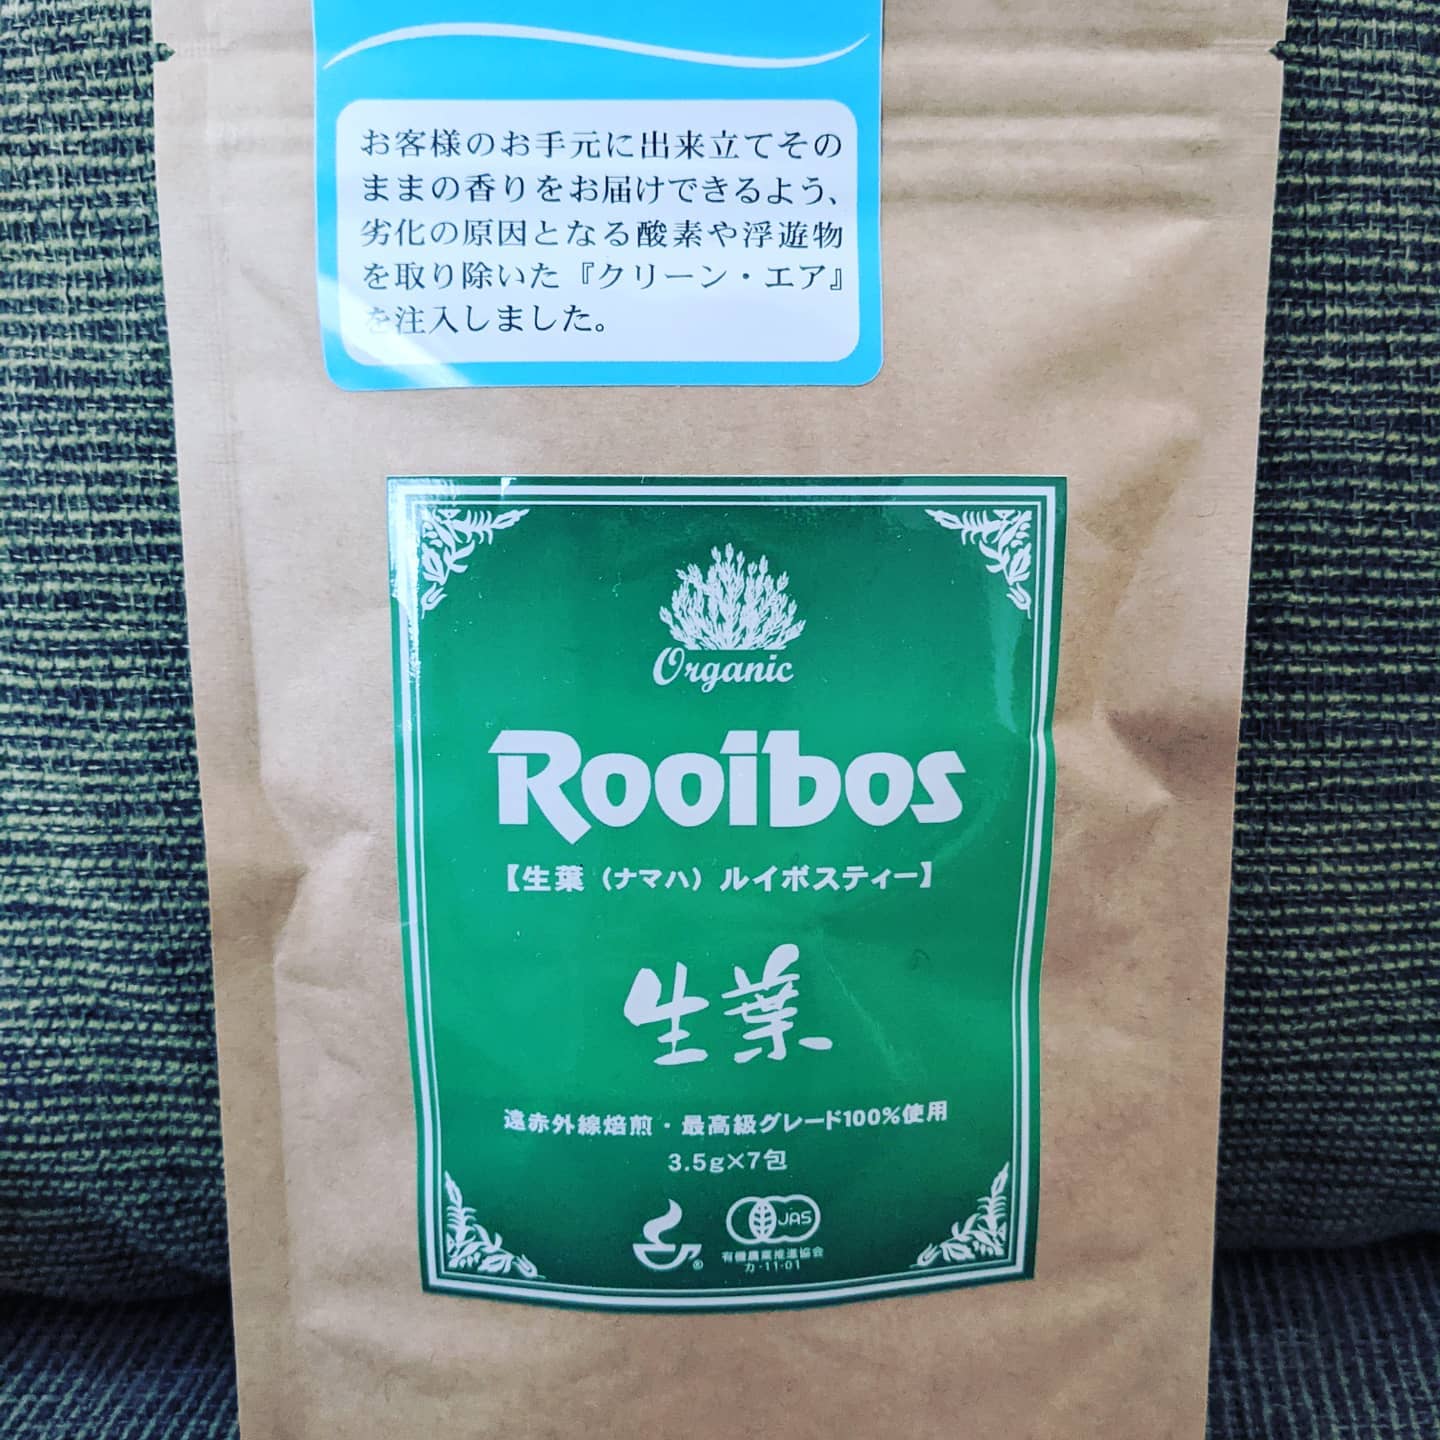 お客様のお手元に出来立てその
ままの香りをお届けできるよう、
劣化の原因となる酸素や浮遊物
を取り除いた『クリーン・エア』
を注入しました。
Organic
Rooibos
【生葉（ナマハ）ルイボスティー】
生葉
遠赤外線焙煎・最高級グレード100%使用
3.5g×7包
®
JAS
有機農業推進協会
カ-11-01